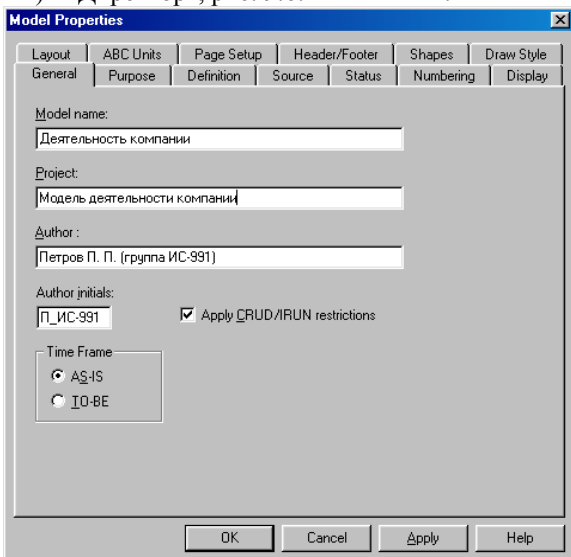 Model Properties
Layout ABC Units Page Setup Header/Footer Shapes Draw Style
General Purpose Definition Source Status Numbering Display
Model name:
Деятельность компании
Project:
Модель деятельности компании
Author :
Петров П. П. (группа ИС-991)
Author initials:
П_ИС-991 Apply CRUD/IRUN restrictions
Time Frame
AS-IS
TO-BE
OK Cancel Apply Help